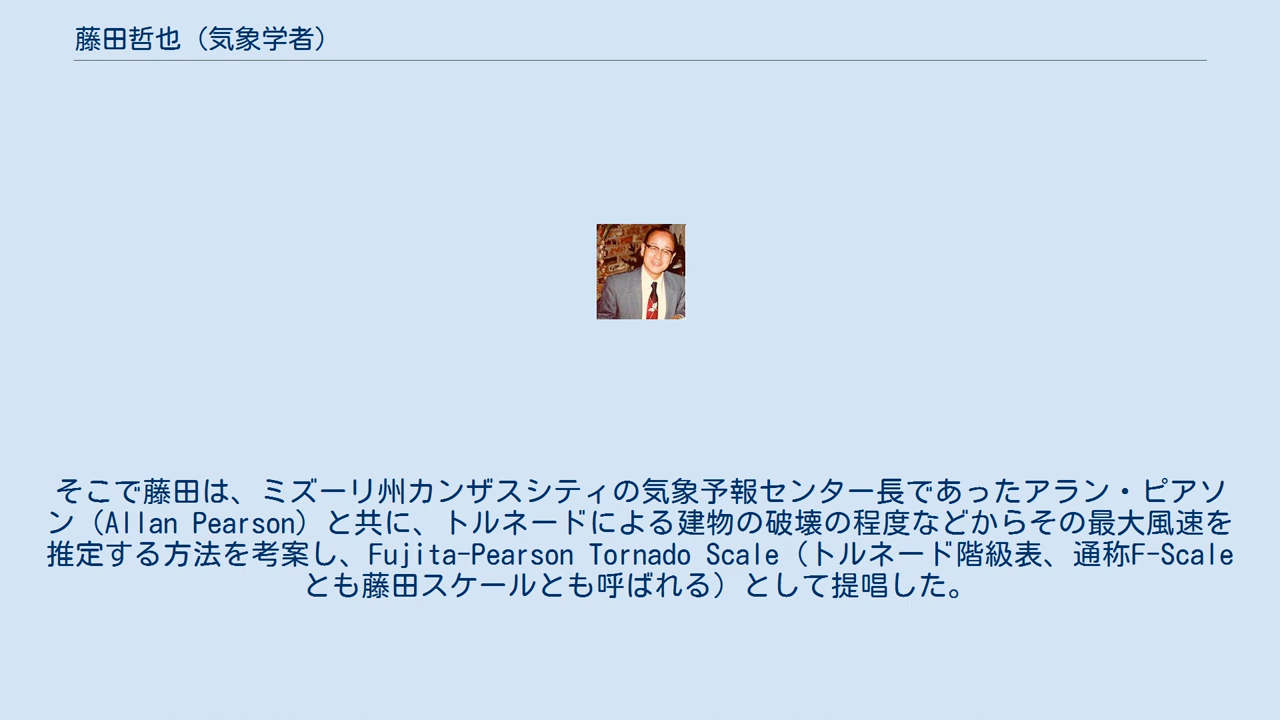 藤田哲也（気象学者）
そこで藤田は、ミズーリ州カンザスシティの気象予報センター長であったアラン・ピアソ
ン（Allan Pearson）と共に、トルネードによる建物の破壊の程度などからその最大風速を
推定する方法を考案し、Fujita-Pearson Tornado Scale（トルネード階級表、通称F-Scale
とも藤田スケールとも呼ばれる）として提唱した。